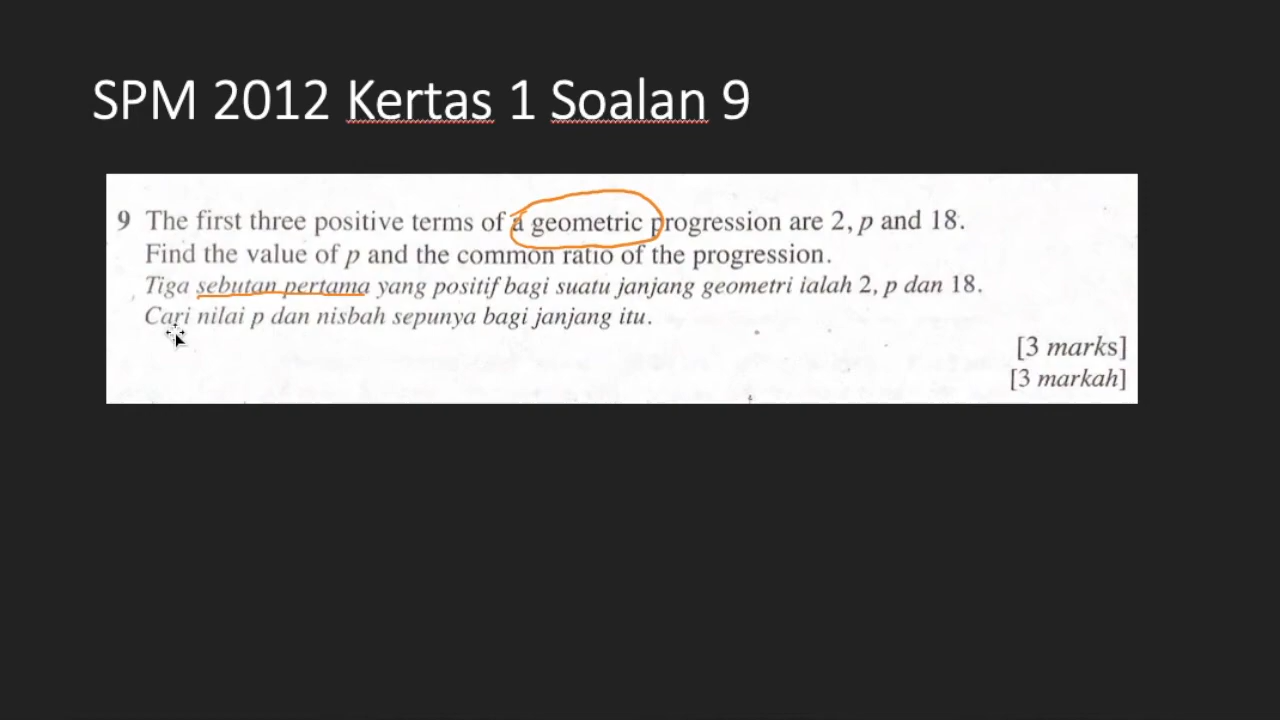 SPM 2012 Kertas 1 Soalan 9
9 The first three positive terms of a geometric progression are 2, p and 18.
Find the value of p and the common ratio of the progression.
Tiga sebutan pertama yang positif bagi suatu janjang geometri ialah 2, p dan 18.
Cari nilai p dan nisbah sepunya bagi janjang itu.
[3 marks]
[3 markah]